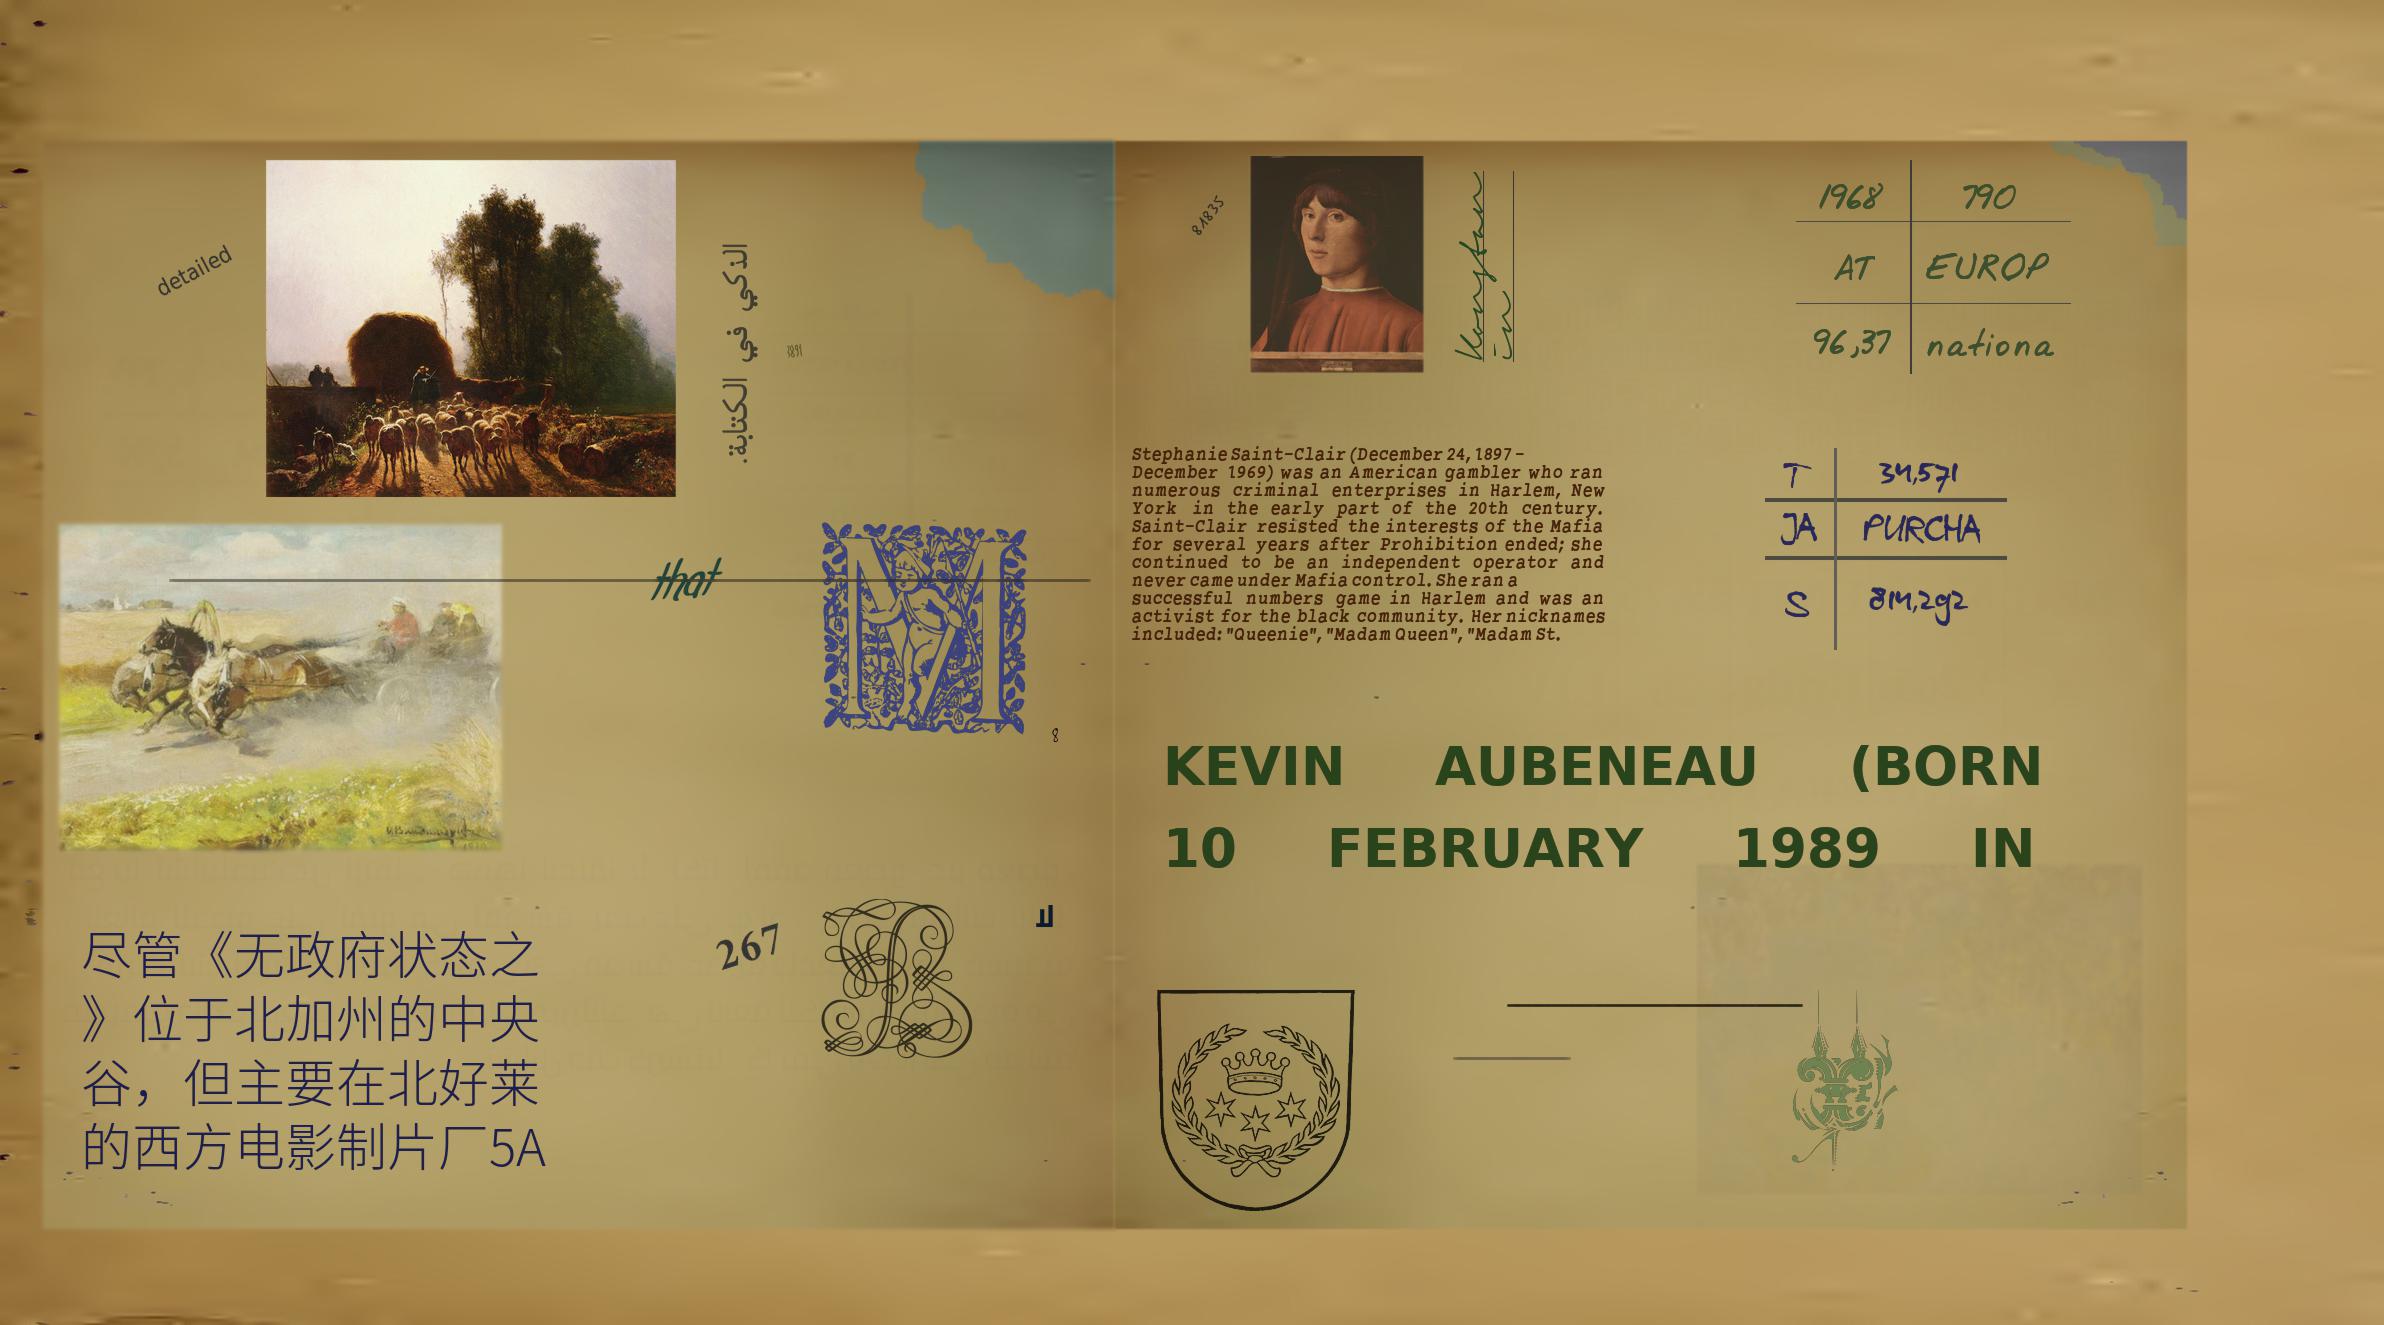 detailed
الذكي في الكتابة.
that
8
267
尽管《无政府状态之
》位于北加州的中央
谷，但主要在北好莱
的西方电影制片厂5A
81835
Konstan
in
1968 790
AT EUROP
96,37 nationa
Stephanie Saint-Clair (December 24, 1897 –
December 1969) was an American gambler who ran
numerous criminal enterprises in Harlem, New
York in the early part of the 20th century.
Saint-Clair resisted the interests of the Mafia
for several years after Prohibition ended; she
continued to be an independent operator and
never came under Mafia control. She ran a
successful numbers game in Harlem and was an
activist for the black community. Her nicknames
included: "Queenie", "Madam Queen", "Madam St.
T 34,571
JA PURCHA
S 814,292
KEVIN AUBENEAU (BORN
10 FEBRUARY 1989 IN